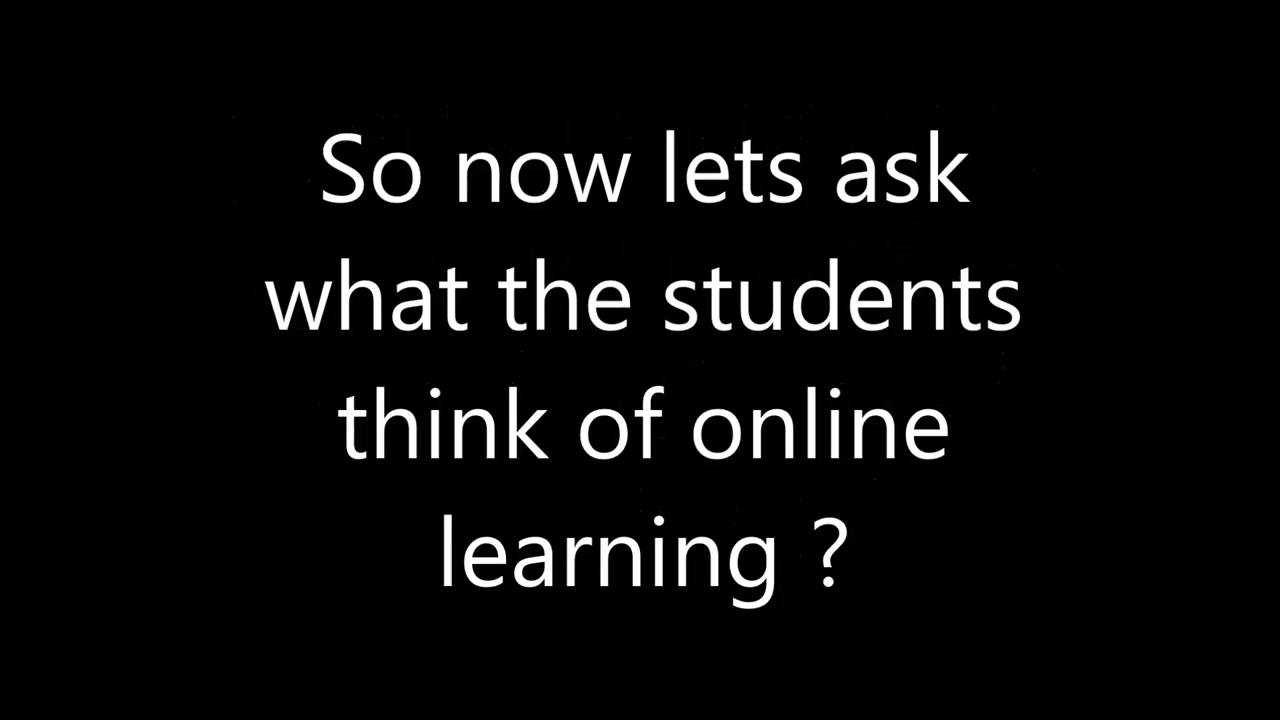 So now lets ask
what the students
think of online
learning ?